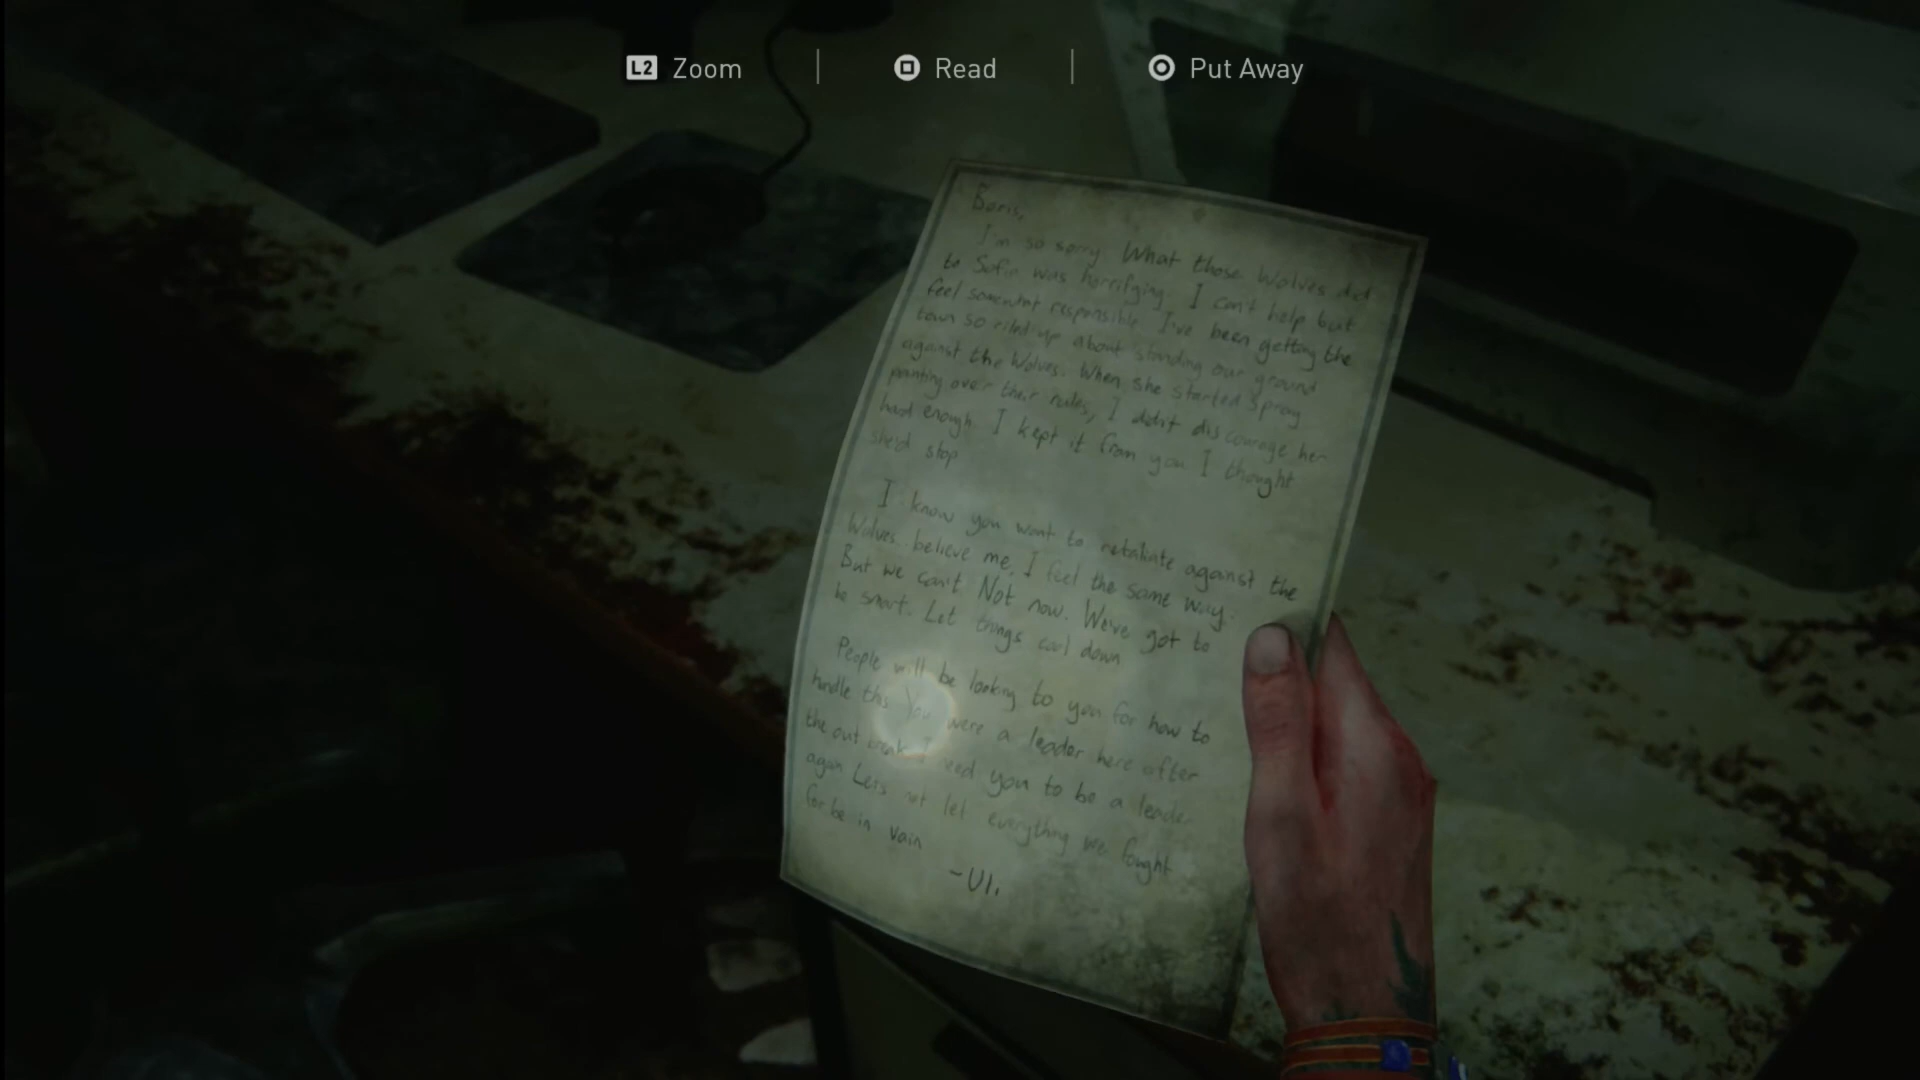 L2 Zoom | Read | Put Away
Boris,
I'm so sorry. What those Wolves did
to Sofia was horrifying. I can't help but
feel somewhat responsible. I've been getting the
town so riled up about standing our ground
against the Wolves. When she started spray
painting over their rules, I didn't discourage her
hard enough. I kept it from you I thought
she'd stop
I know you want to retaliate against the
Wolves. believe me, I feel the same way.
But we can't. Not now. We've got to
be smart. Let things cool down
People will be looking to you for how to
handle this You were a leader here after
the out break I need you to be a leader
again Lets not let everything we fought
for be in vain
-U1.